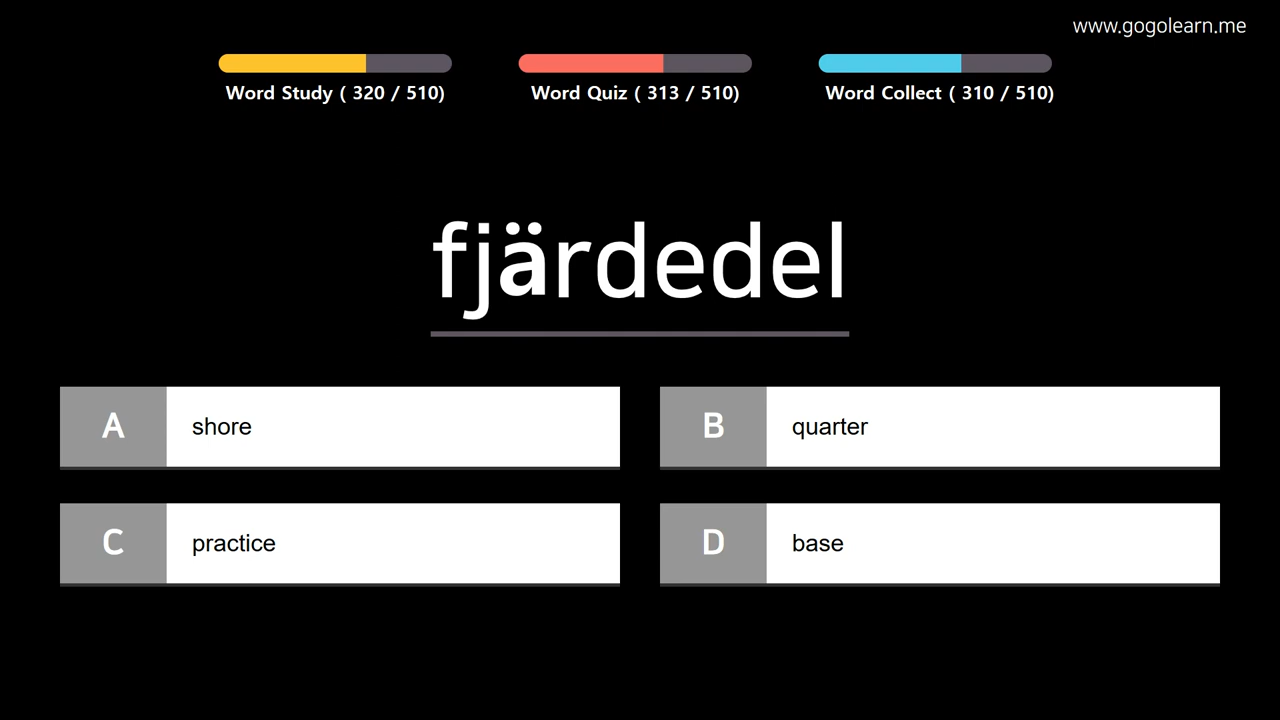 www.gogolearn.me
Word Study ( 320 / 510)
Word Quiz ( 313 / 510)
Word Collect ( 310 / 510)
fjärdedel
A shore
B quarter
C practice
D base